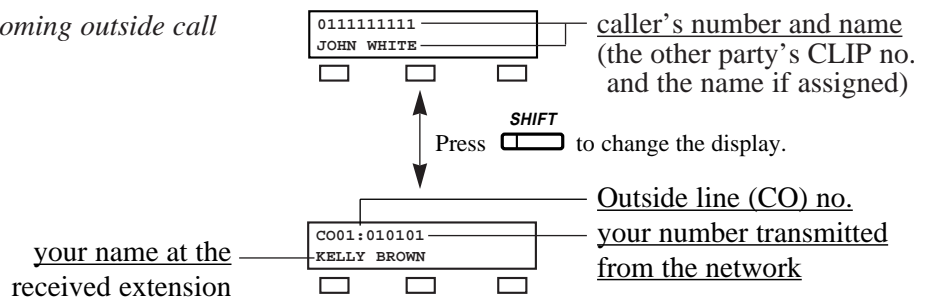 oming outside call
0111111111
JOHN WHITE
caller's number and name
(the other party's CLIP no.
and the name if assigned)
SHIFT
Press to change the display.
Outside line (CO) no.
CO01:010101
your number transmitted
your name at the
KELLY BROWN
from the network
received extension